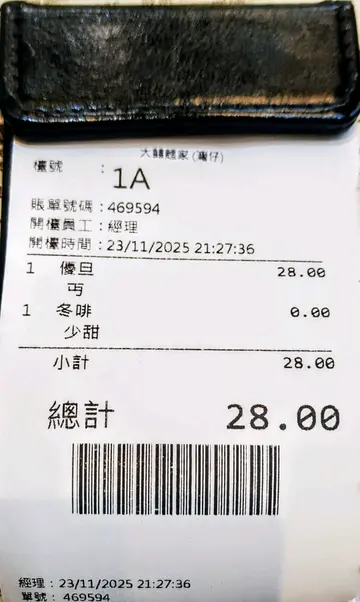 大囍麵家(灣仔)
檯號 : 1A
賬單號碼:469594
開檯員工:經理
開檯時間:23/11/2025 21:27:36
1 優旦 28.00
丐
1 冬啡 0.00
少甜
小計 28.00
總計 28.00
經理:23/11/2025 21:27:36
單號: 469594